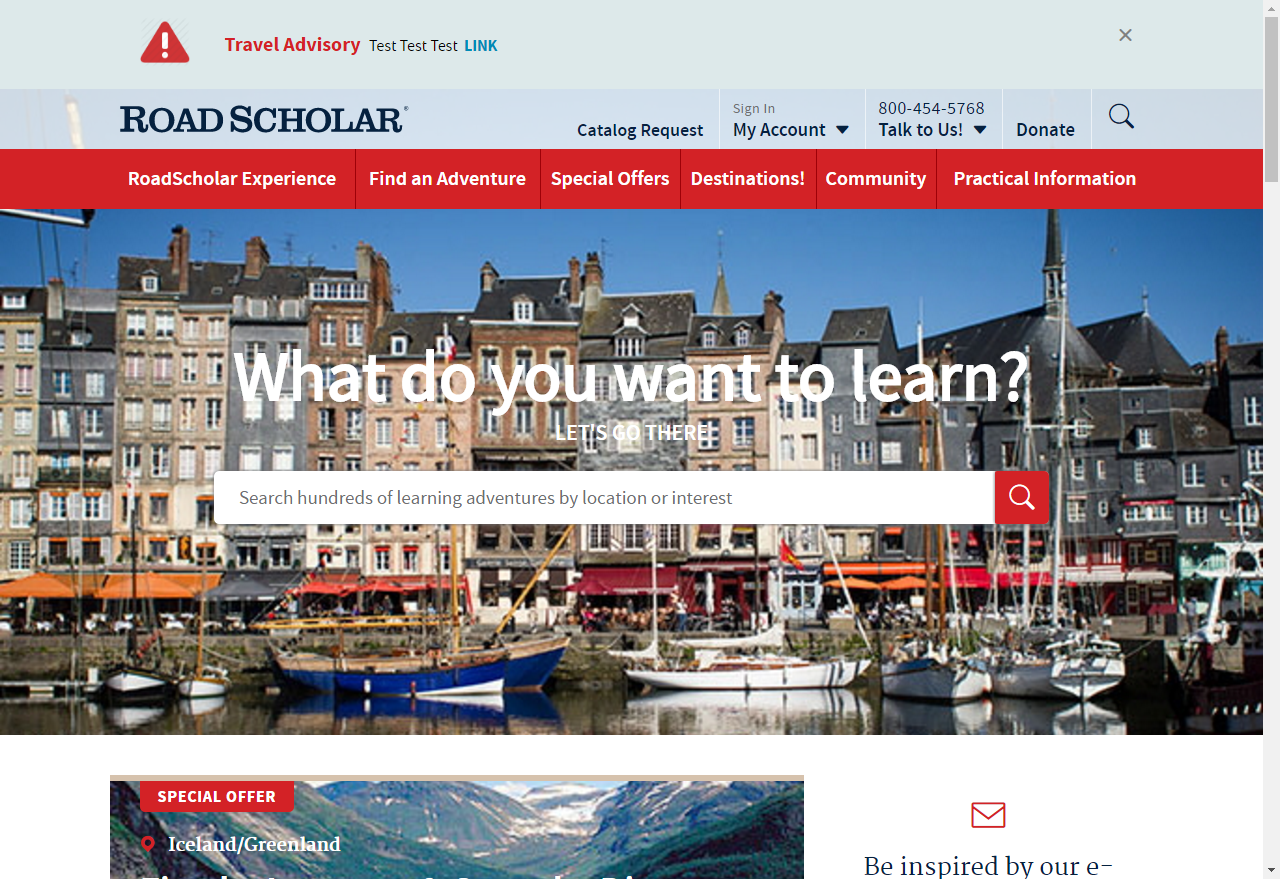 Travel Advisory Test Test Test LINK
ROAD SCHOLAR®
Catalog Request
Sign In
My Account
800-454-5768
Talk to Us!
Donate
RoadScholar Experience
Find an Adventure
Special Offers
Destinations!
Community
Practical Information
What do you want to learn?
LET'S GO THERE.
Search hundreds of learning adventures by location or interest
SPECIAL OFFER
Iceland/Greenland
Be inspired by our e-